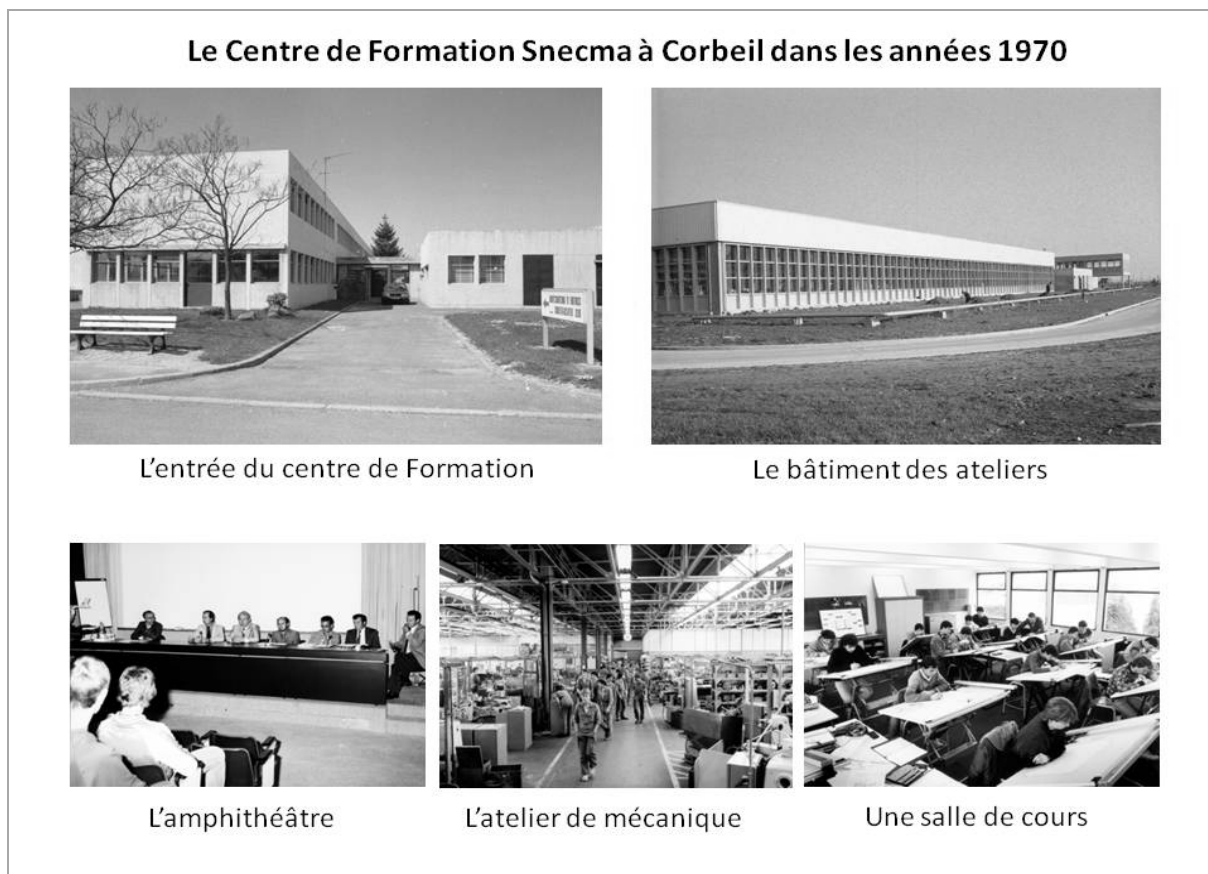 Le Centre de Formation Snecma à Corbeil dans les années 1970
L'entrée du centre de Formation
Le bâtiment des ateliers
L'amphithéâtre
L'atelier de mécanique
Une salle de cours